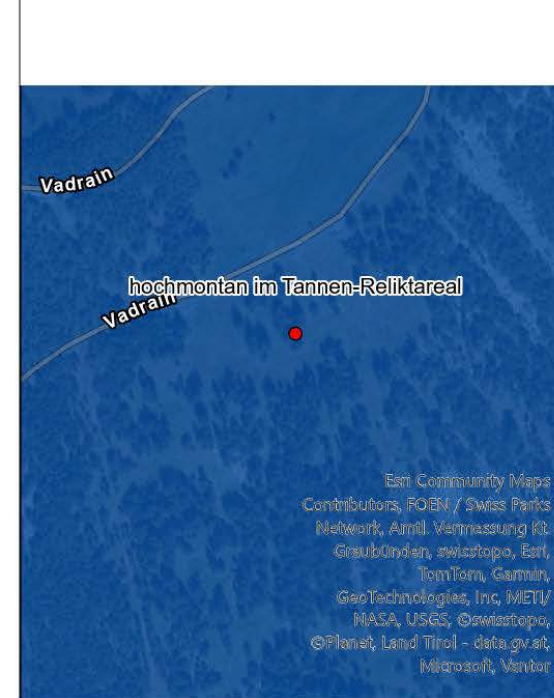 Vadrain
hochmontan im Tannen-Reliktareal
Vadrain
Esri Community Maps
Contributors, FOEN / Swiss Parks
Network, Amtl. Vermessung Kt.
Graubünden, swisstopo, Esri,
TomTom, Garmin,
GeoTechnologies, Inc, METI/
NASA, USGS, ©swisstopo,
©Planet, Land Tirol - data.gv.at,
Microsoft, Vantor